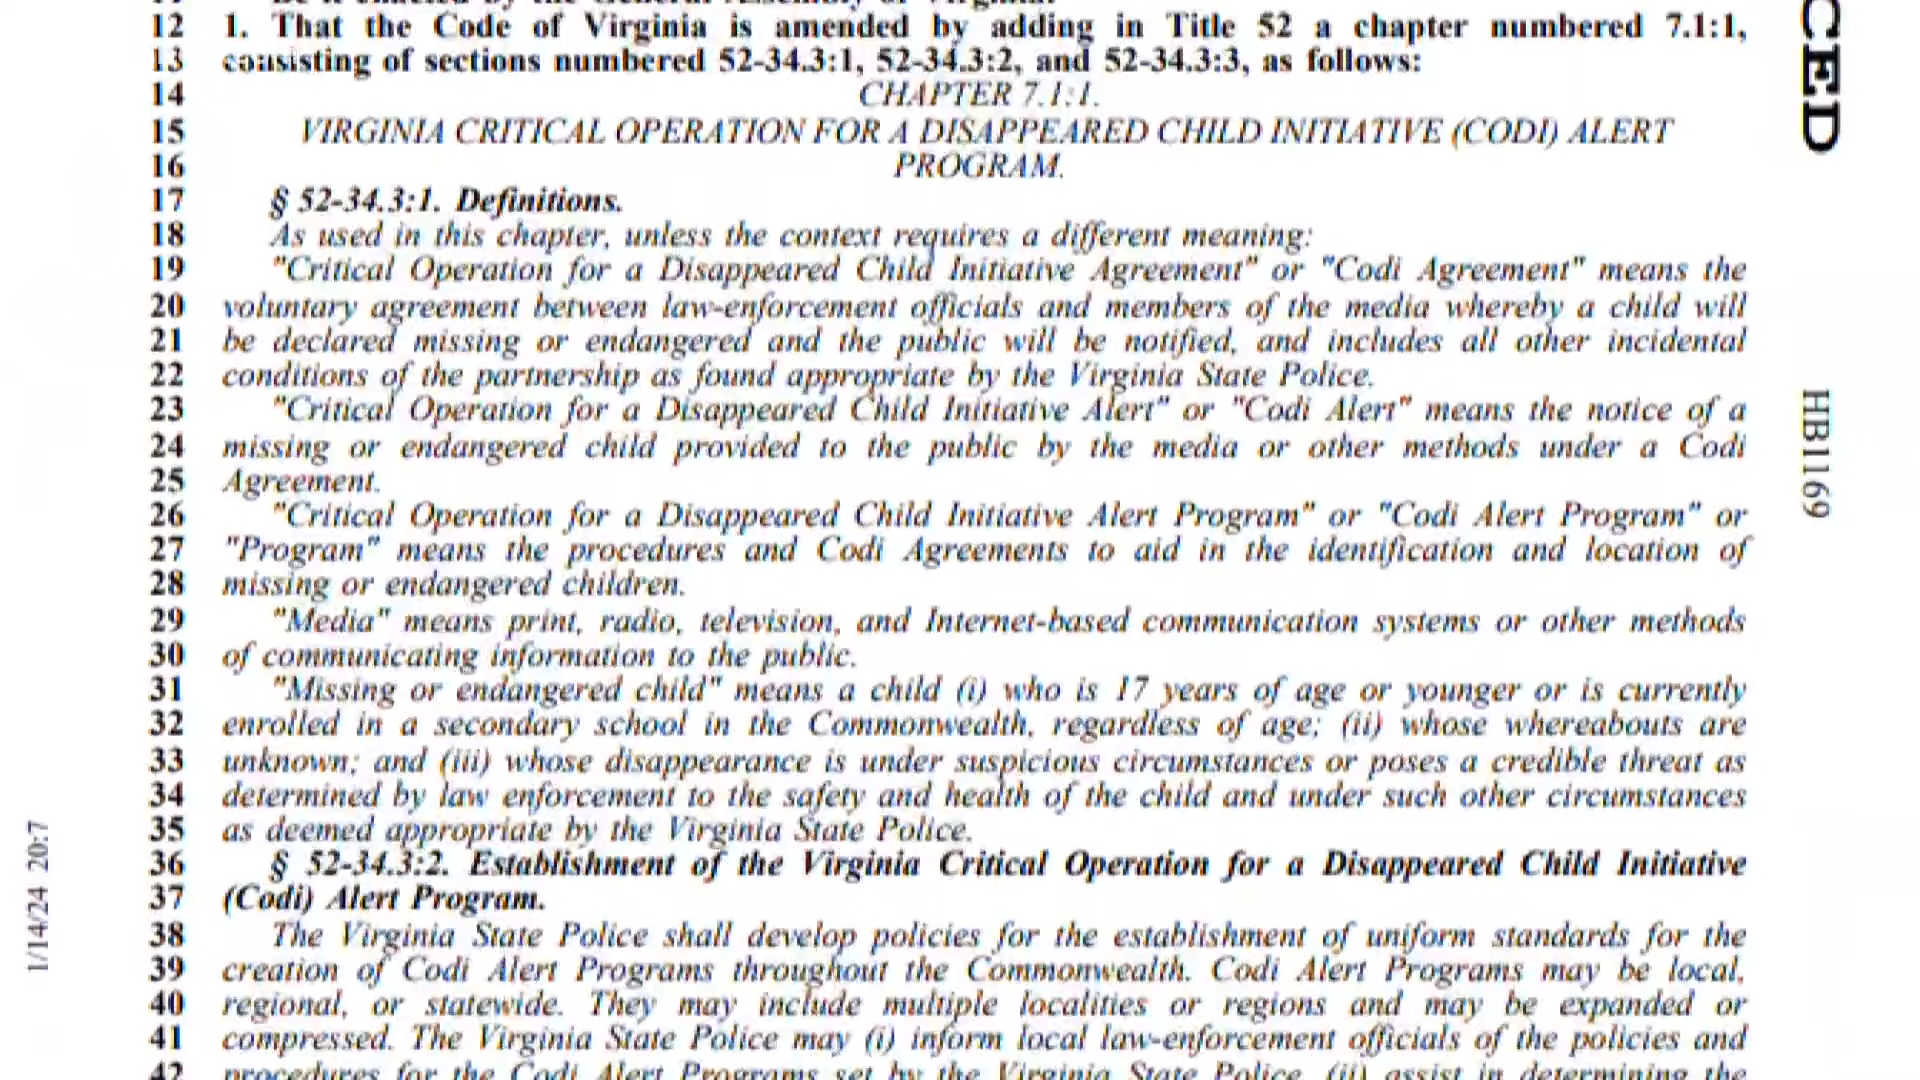 12 1. That the Code of Virginia is amended by adding in Title 52 a chapter numbered 7.1:1,
13 consisting of sections numbered 52-34.3:1, 52-34.3:2, and 52-34.3:3, as follows:
14 CHAPTER 7.1:1.
15 VIRGINIA CRITICAL OPERATION FOR A DISAPPEARED CHILD INITIATIVE (CODI) ALERT
16 PROGRAM.
17 § 52-34.3:1. Definitions.
18 As used in this chapter, unless the context requires a different meaning:
19 "Critical Operation for a Disappeared Child Initiative Agreement" or "Codi Agreement" means the
20 voluntary agreement between law-enforcement officials and members of the media whereby a child will
21 be declared missing or endangered and the public will be notified, and includes all other incidental
22 conditions of the partnership as found appropriate by the Virginia State Police.
23 "Critical Operation for a Disappeared Child Initiative Alert" or "Codi Alert" means the notice of a
24 missing or endangered child provided to the public by the media or other methods under a Codi
25 Agreement.
26 "Critical Operation for a Disappeared Child Initiative Alert Program" or "Codi Alert Program" or
27 "Program" means the procedures and Codi Agreements to aid in the identification and location of
28 missing or endangered children.
29 "Media" means print, radio, television, and Internet-based communication systems or other methods
30 of communicating information to the public.
31 "Missing or endangered child" means a child (i) who is 17 years of age or younger or is currently
32 enrolled in a secondary school in the Commonwealth, regardless of age; (ii) whose whereabouts are
33 unknown; and (iii) whose disappearance is under suspicious circumstances or poses a credible threat as
34 determined by law enforcement to the safety and health of the child and under such other circumstances
35 as deemed appropriate by the Virginia State Police.
36 § 52-34.3:2. Establishment of the Virginia Critical Operation for a Disappeared Child Initiative
37 (Codi) Alert Program.
38 The Virginia State Police shall develop policies for the establishment of uniform standards for the
39 creation of Codi Alert Programs throughout the Commonwealth. Codi Alert Programs may be local,
40 regional, or statewide. They may include multiple localities or regions and may be expanded or
41 compressed. The Virginia State Police may (i) inform local law-enforcement officials of the policies and
42 procedures for the Codi Alert Programs set by the Virginia State Police, (ii) assist in determining the
CED
HB1169
1/14/24 20:7